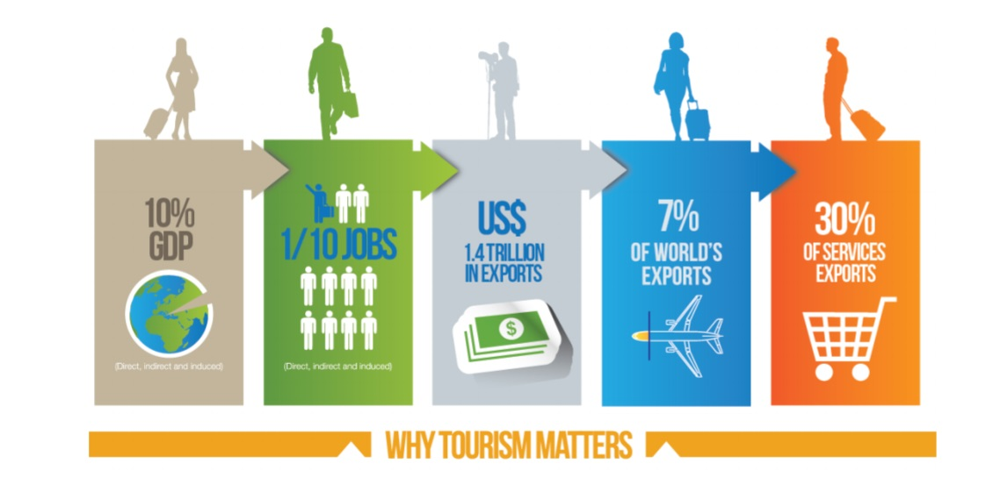 10%
GDP
(Direct, indirect and induced)
1/10 JOBS
(Direct, indirect and induced)
US$
1.4 TRILLION
IN EXPORTS
$
7%
OF WORLD'S
EXPORTS
30%
OF SERVICES
EXPORTS
WHY TOURISM MATTERS